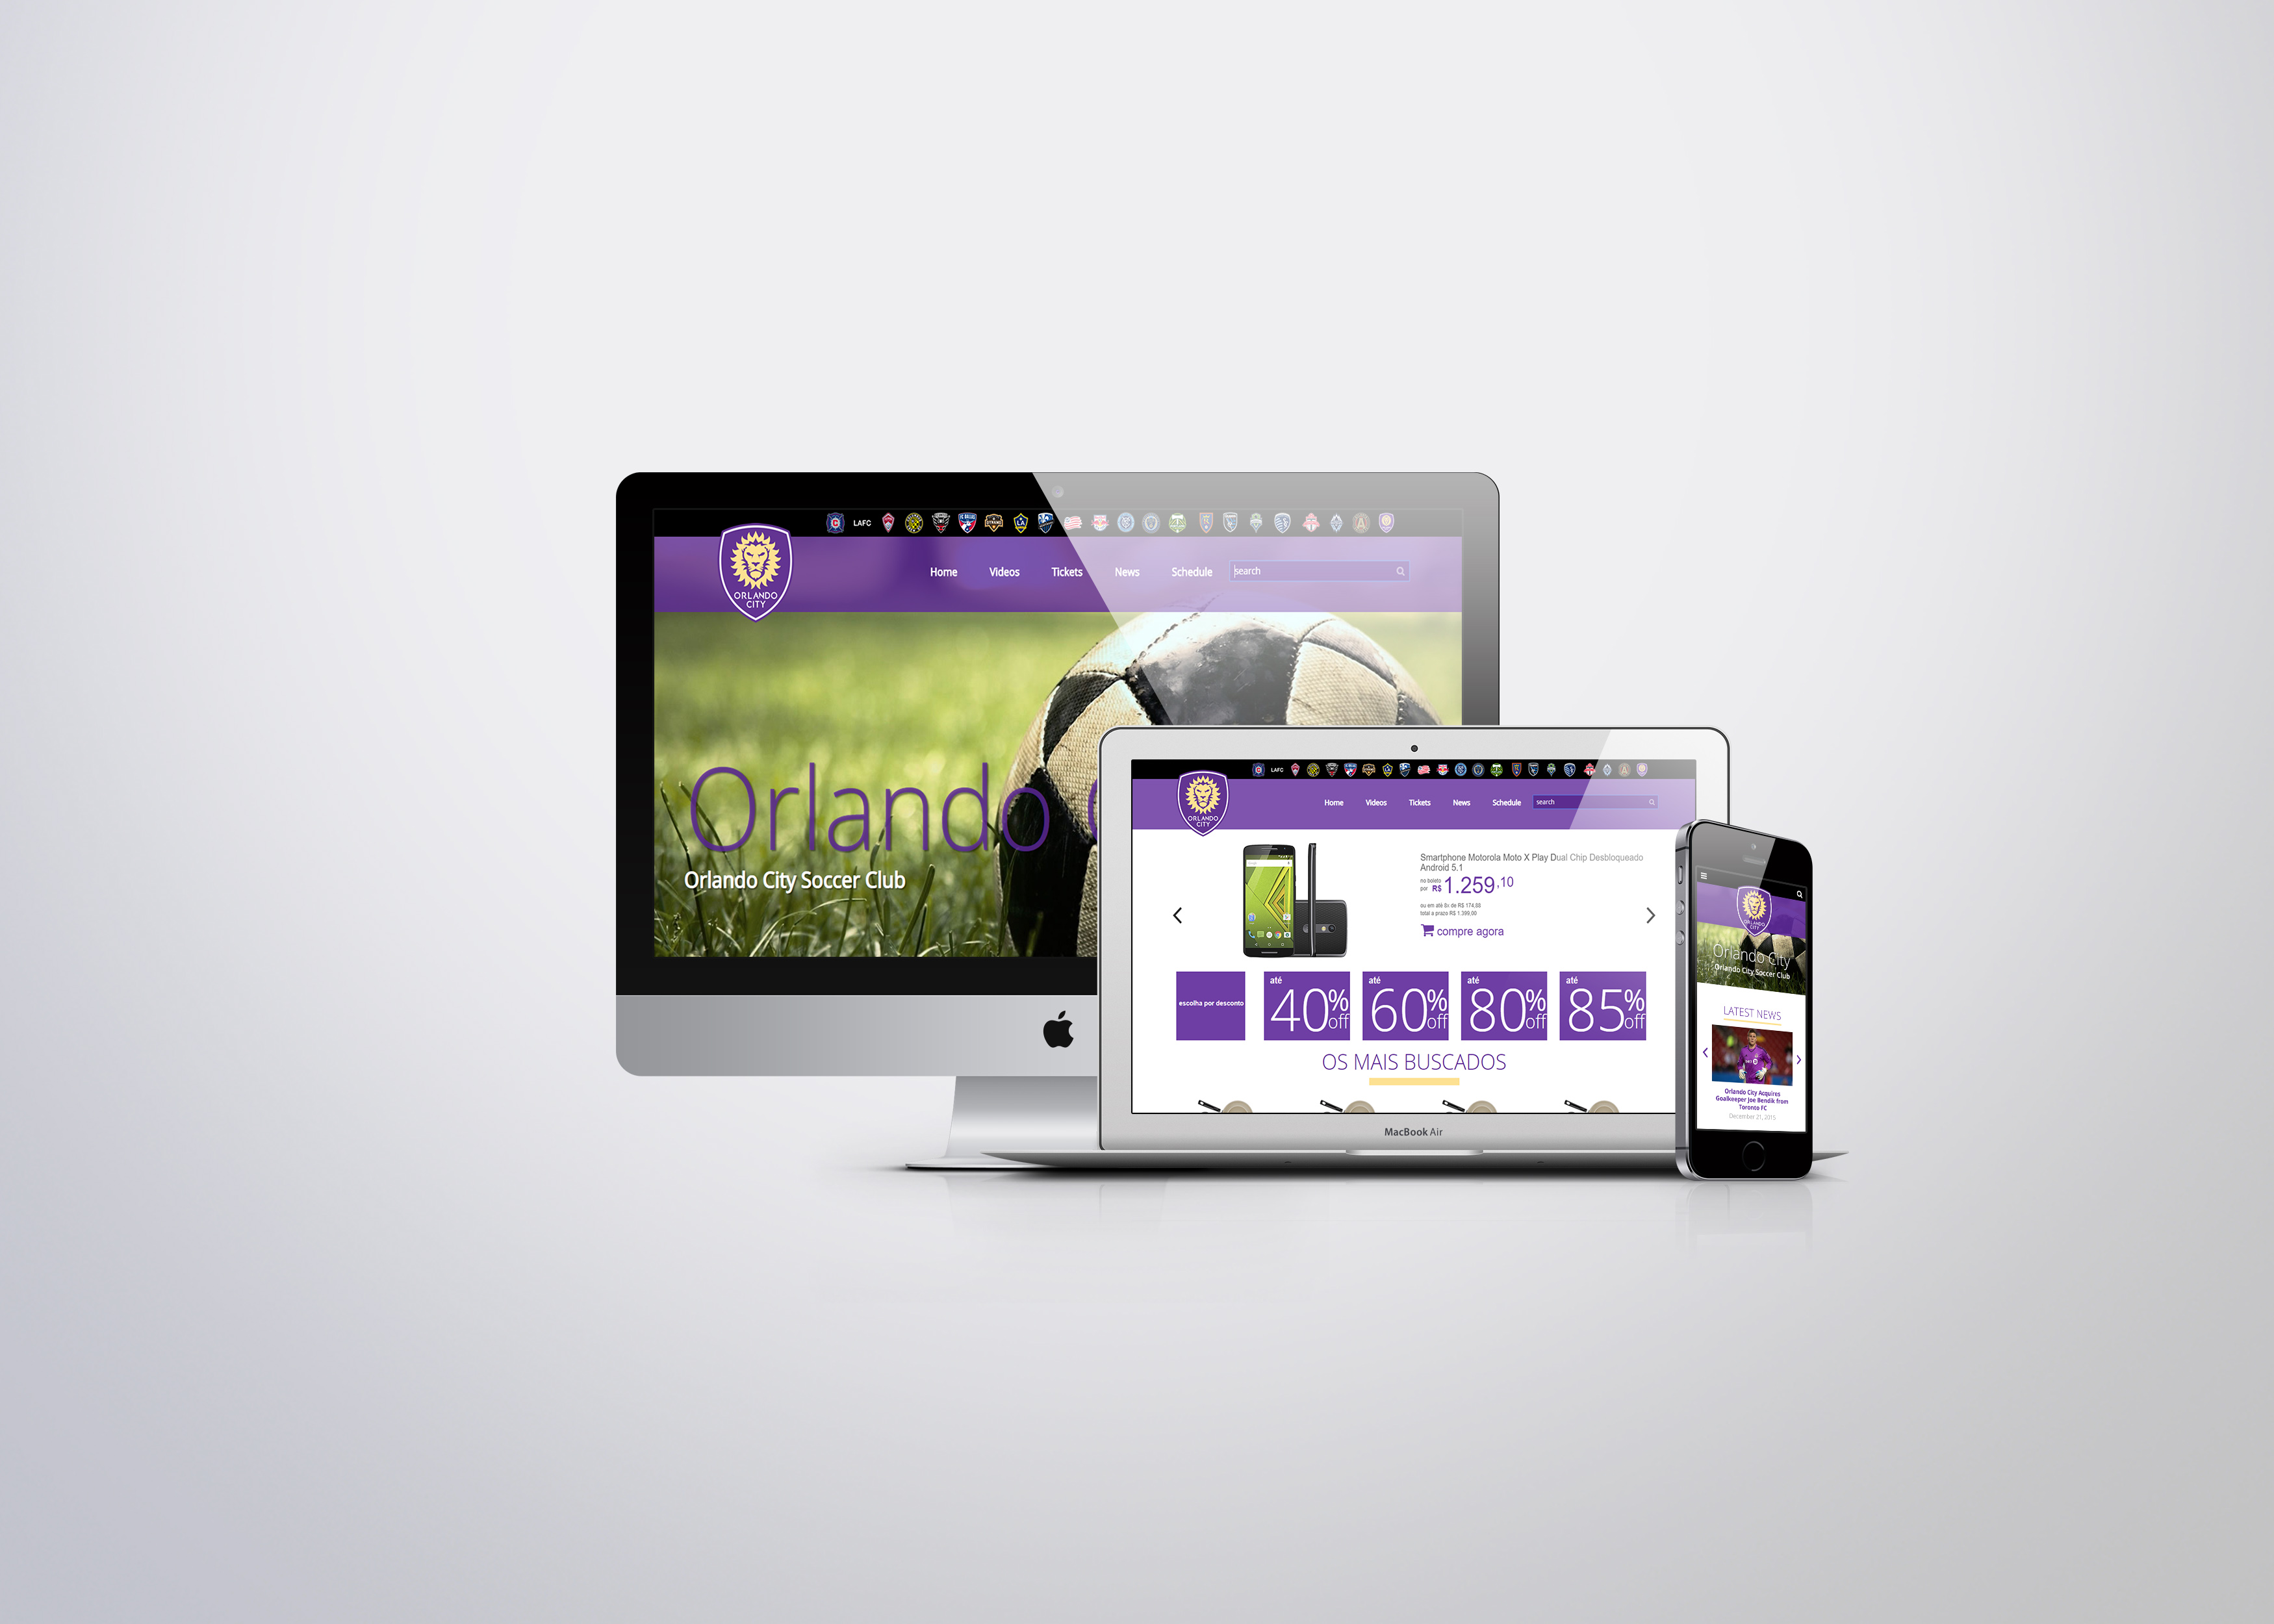 LAFC
ORLANDO
CITY
Home Videos Tickets News Schedule search
Orlando
Orlando City Soccer Club
LAFC
ORLANDO
CITY
Home Videos Tickets News Schedule search
Smartphone Motorola Moto X Play Dual Chip Desbloqueado
Android 5.1
no boleto
por R$ 1.259,10
ou em até 8x de R$ 174,88
total a prazo R$ 1.399,00
compre agora
escolha por desconto
até
40% off
até
60% off
até
80% off
até
85% off
OS MAIS BUSCADOS
MacBook Air
ORLANDO
CITY
Orlando City
Orlando City Soccer Club
LATEST NEWS
Orlando City Acquires
Goalkeeper Joe Bendik from
Toronto FC
December 21, 2015